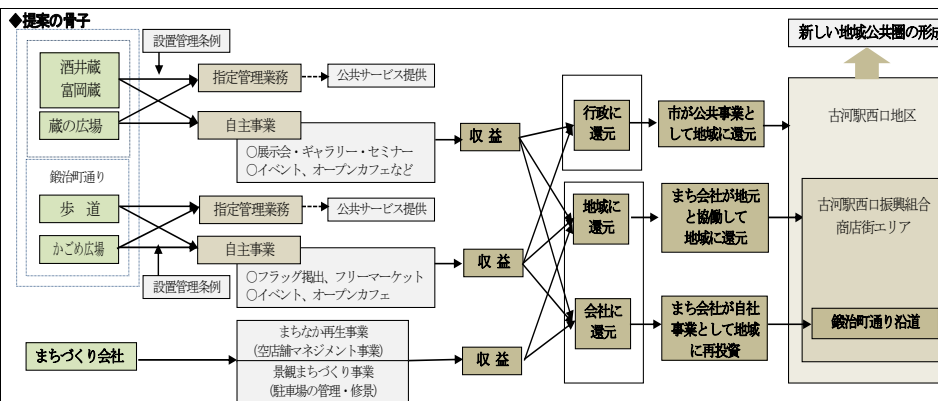 ◆提案の骨子
設置管理条例
酒井蔵
富岡蔵
蔵の広場
指定管理業務
公共サービス提供
自主事業
○展示会・ギャラリー・セミナー
○イベント、オープンカフェなど
収益
鍛治町通り
歩道
かごめ広場
指定管理業務
公共サービス提供
自主事業
○フラッグ掲出、フリーマーケット
○イベント、オープンカフェ
収益
設置管理条例
まちづくり会社
まちなか再生事業
(空店舗マネジメント事業)
景観まちづくり事業
(駐車場の管理・修景)
収益
行政に
還元
地域に
還元
会社に
還元
市が公共事業と
して地域に還元
まち会社が地元
と協働して
地域に還元
まち会社が自社
事業として地域
に再投資
新しい地域公共圏の形成
古河駅西口地区
古河駅西口振興組合
商店街エリア
鍛治町通り沿道